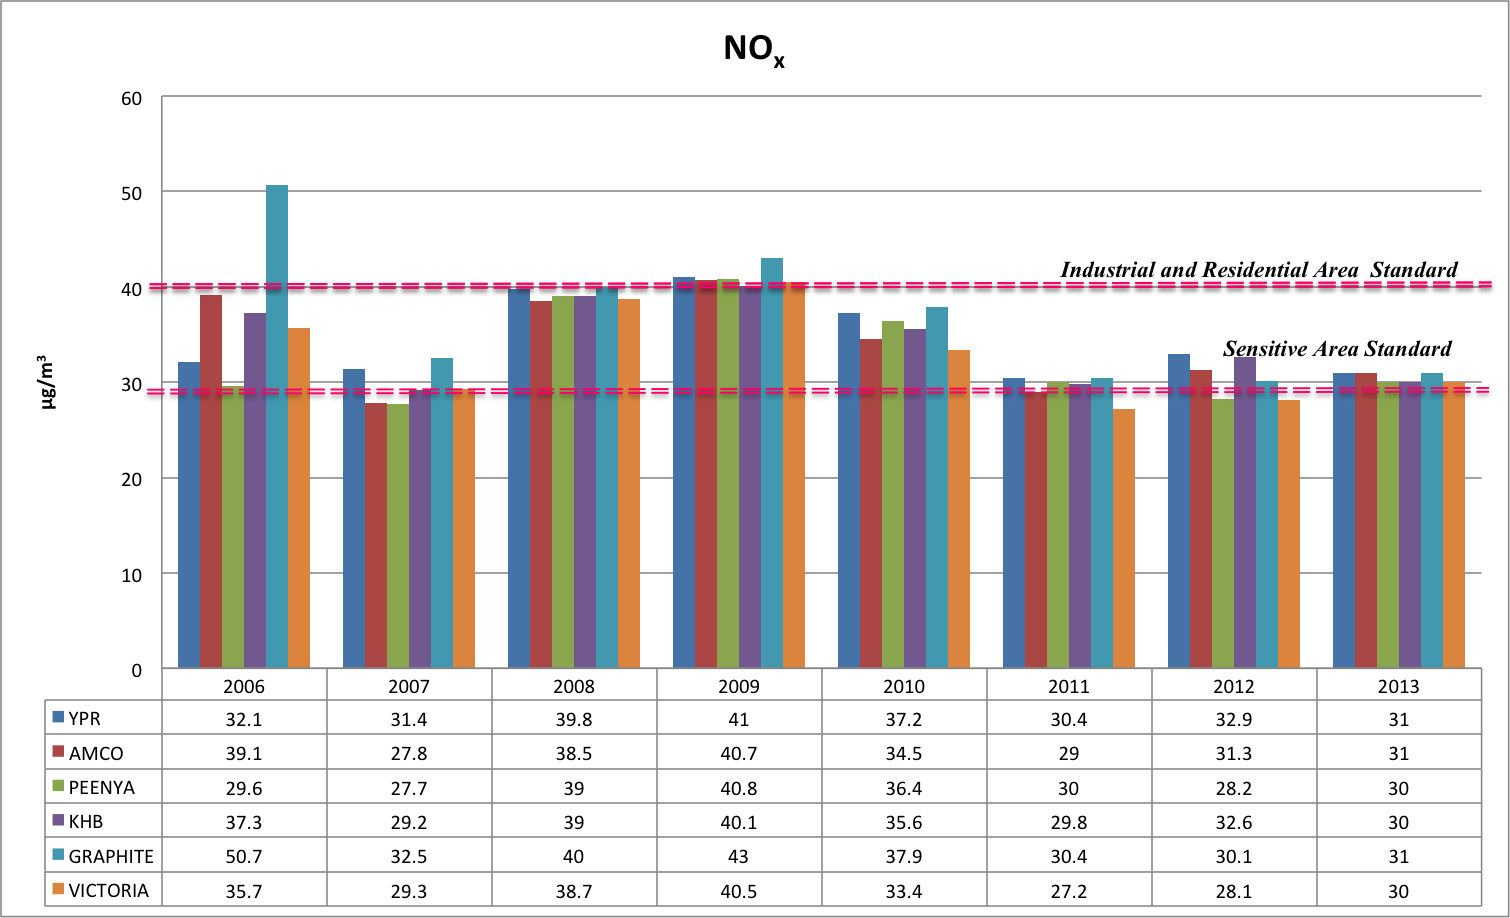 NOx
60
50
Industrial and Residential Area Standard
40
Sensitive Area Standard
µg/m³
30
20
10
0
2006 2007 2008 2009 2010 2011 2012 2013
YPR 32.1 31.4 39.8 41 37.2 30.4 32.9 31
AMCO 39.1 27.8 38.5 40.7 34.5 29 31.3 31
PEENYA 29.6 27.7 39 40.8 36.4 30 28.2 30
KHB 37.3 29.2 39 40.1 35.6 29.8 32.6 30
GRAPHITE 50.7 32.5 40 43 37.9 30.4 30.1 31
VICTORIA 35.7 29.3 38.7 40.5 33.4 27.2 28.1 30